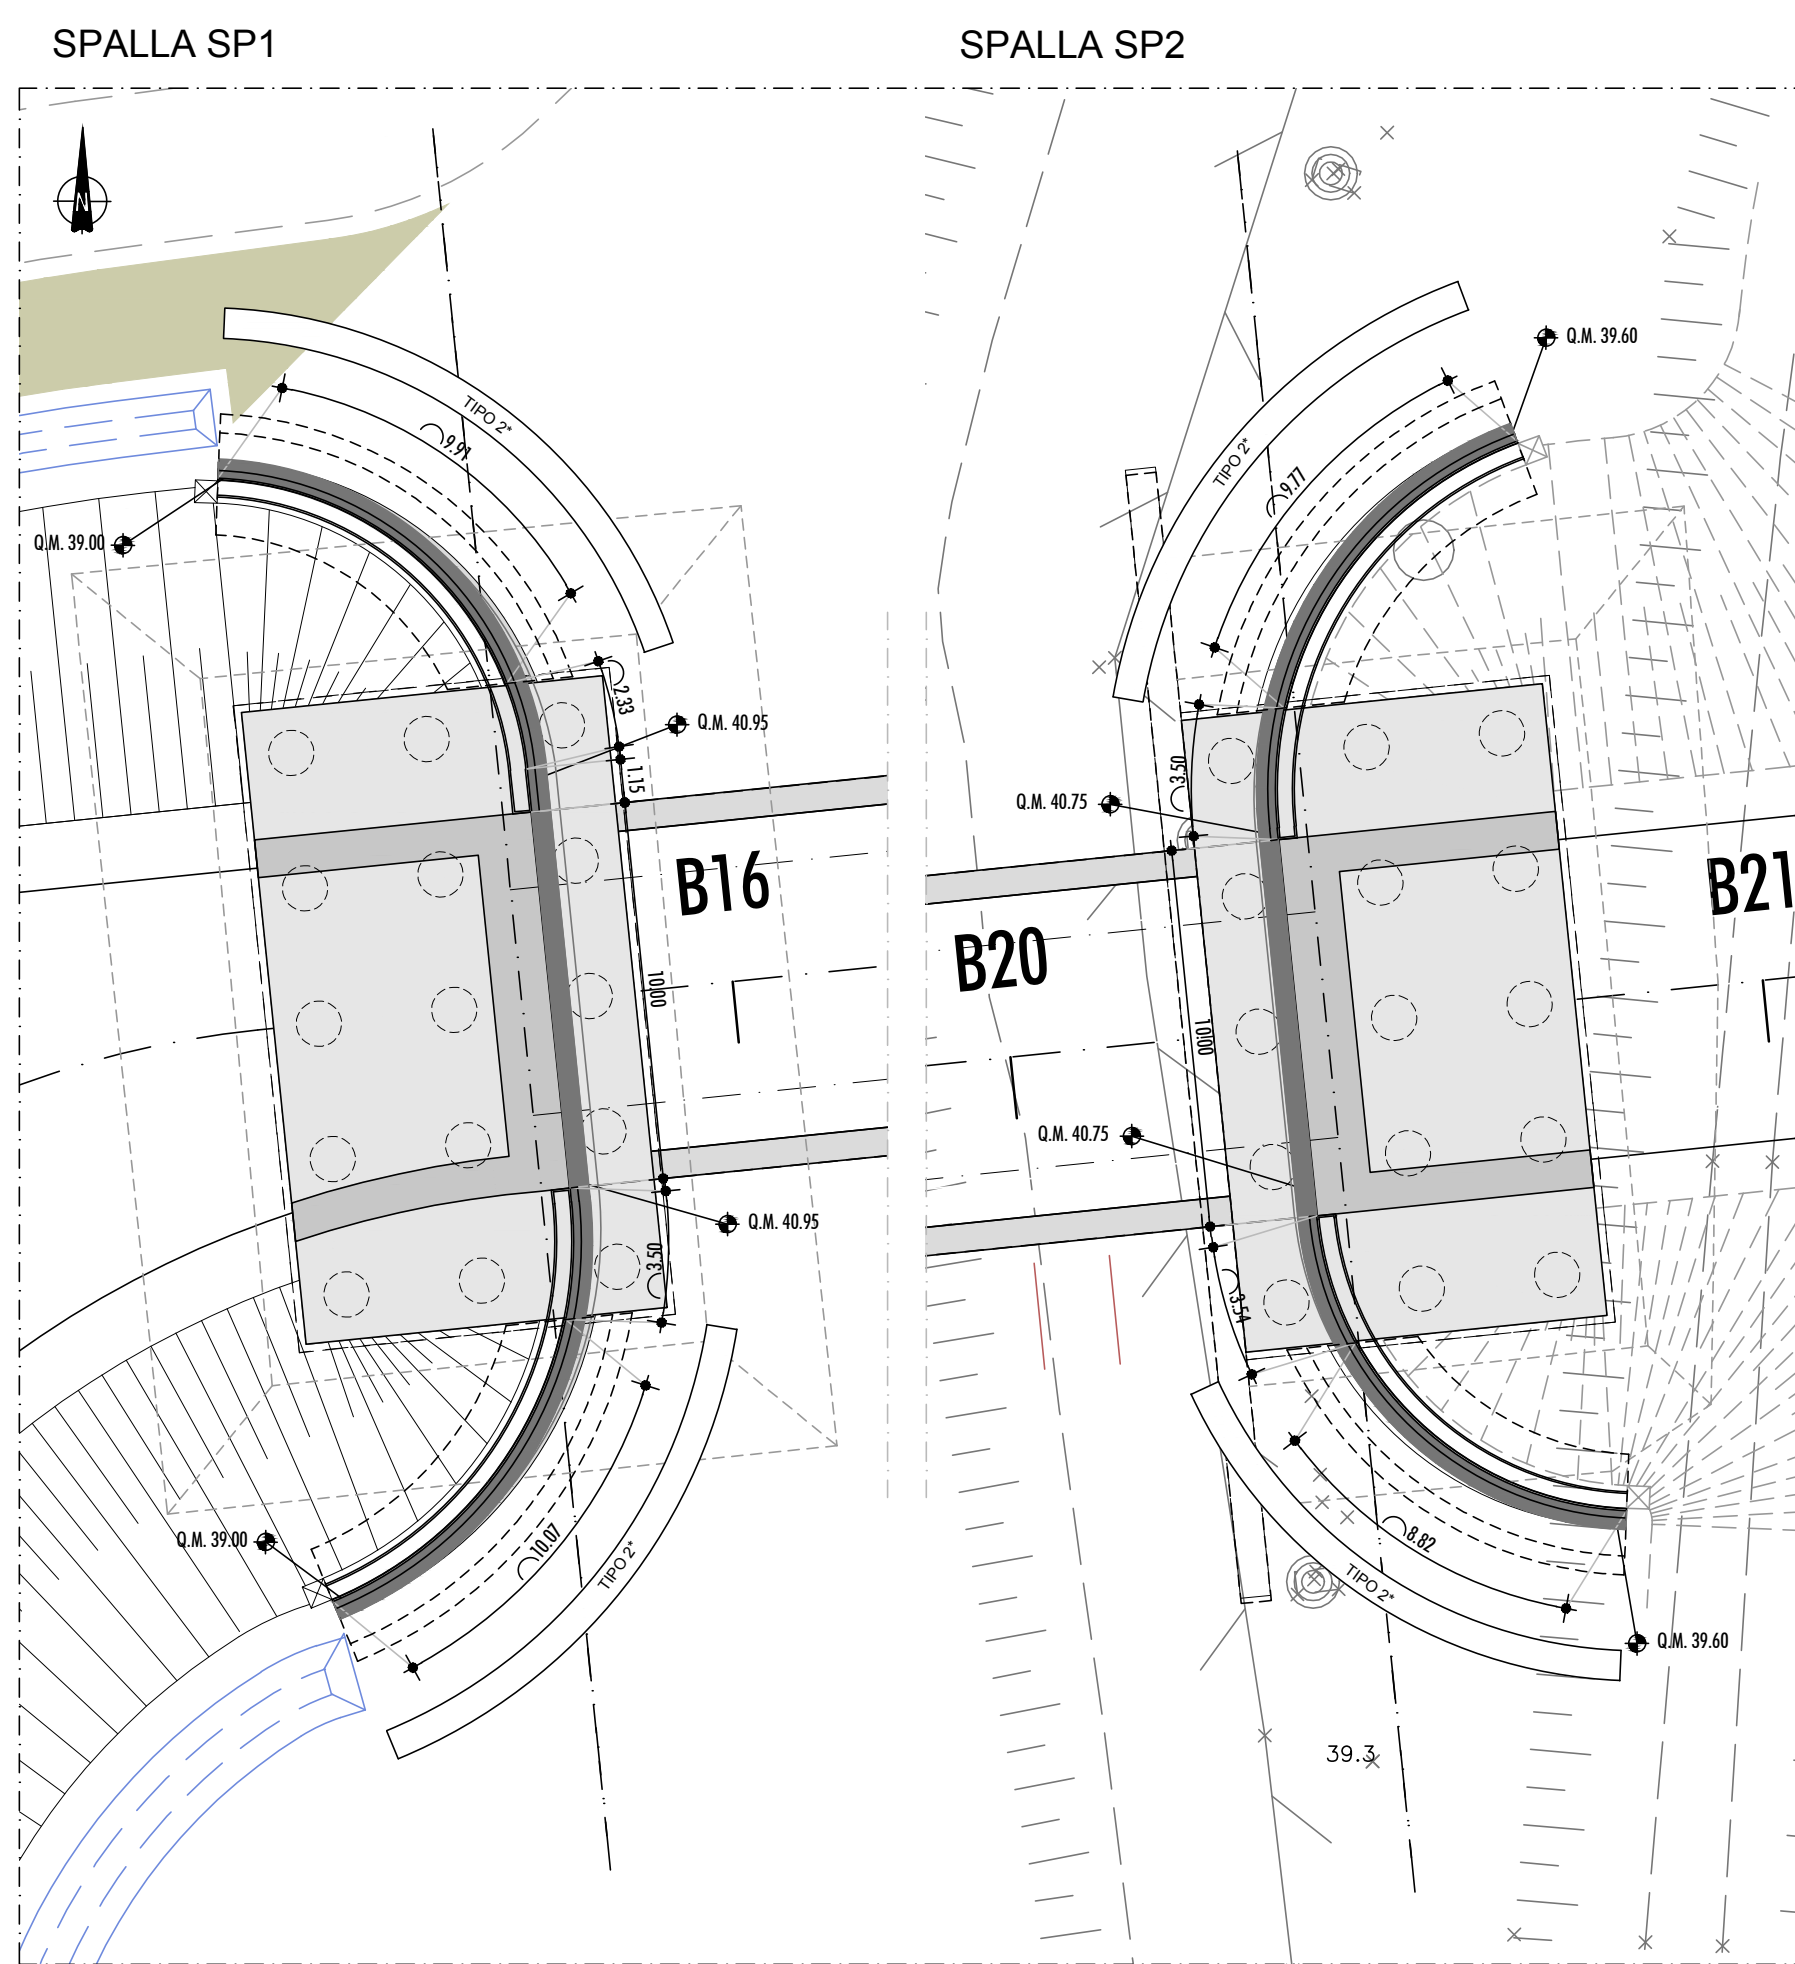 SPALLA SP1
SPALLA SP2
N
Q.M. 39.60
TIPO 2*
9.91
TIPO 2*
9.77
Q.M. 39.00
2.33
Q.M. 40.95
1.15
3.50
Q.M. 40.75
B16
B21
B20
10.00
10.00
Q.M. 40.75
Q.M. 40.95
3.50
3.54
Q.M. 39.00
10.07
TIPO 2*
8.82
TIPO 2*
Q.M. 39.60
39.3